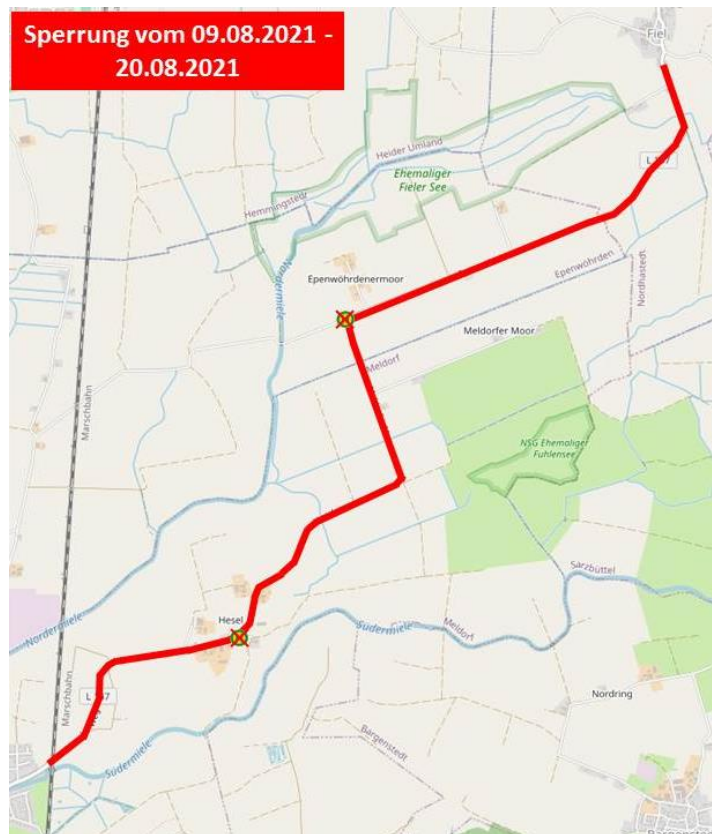 Sperrung vom 09.08.2021 -
20.08.2021
Fiel
Heider Umland
Ehemaliger
Fieler See
Hemmingstedt
Nordermiele
Epenwöhrdenermoor
Epenwöhrden
Nordhastedt
Meldorfer Moor
Meldorf
Marschbahn
NSG Ehemaliger
Fuhlensee
Sarzbüttel
Hesel
Südermiele
Meldorf
Nordermiele
Marschbahn
Nordring
Bargenstedt
Südermiele